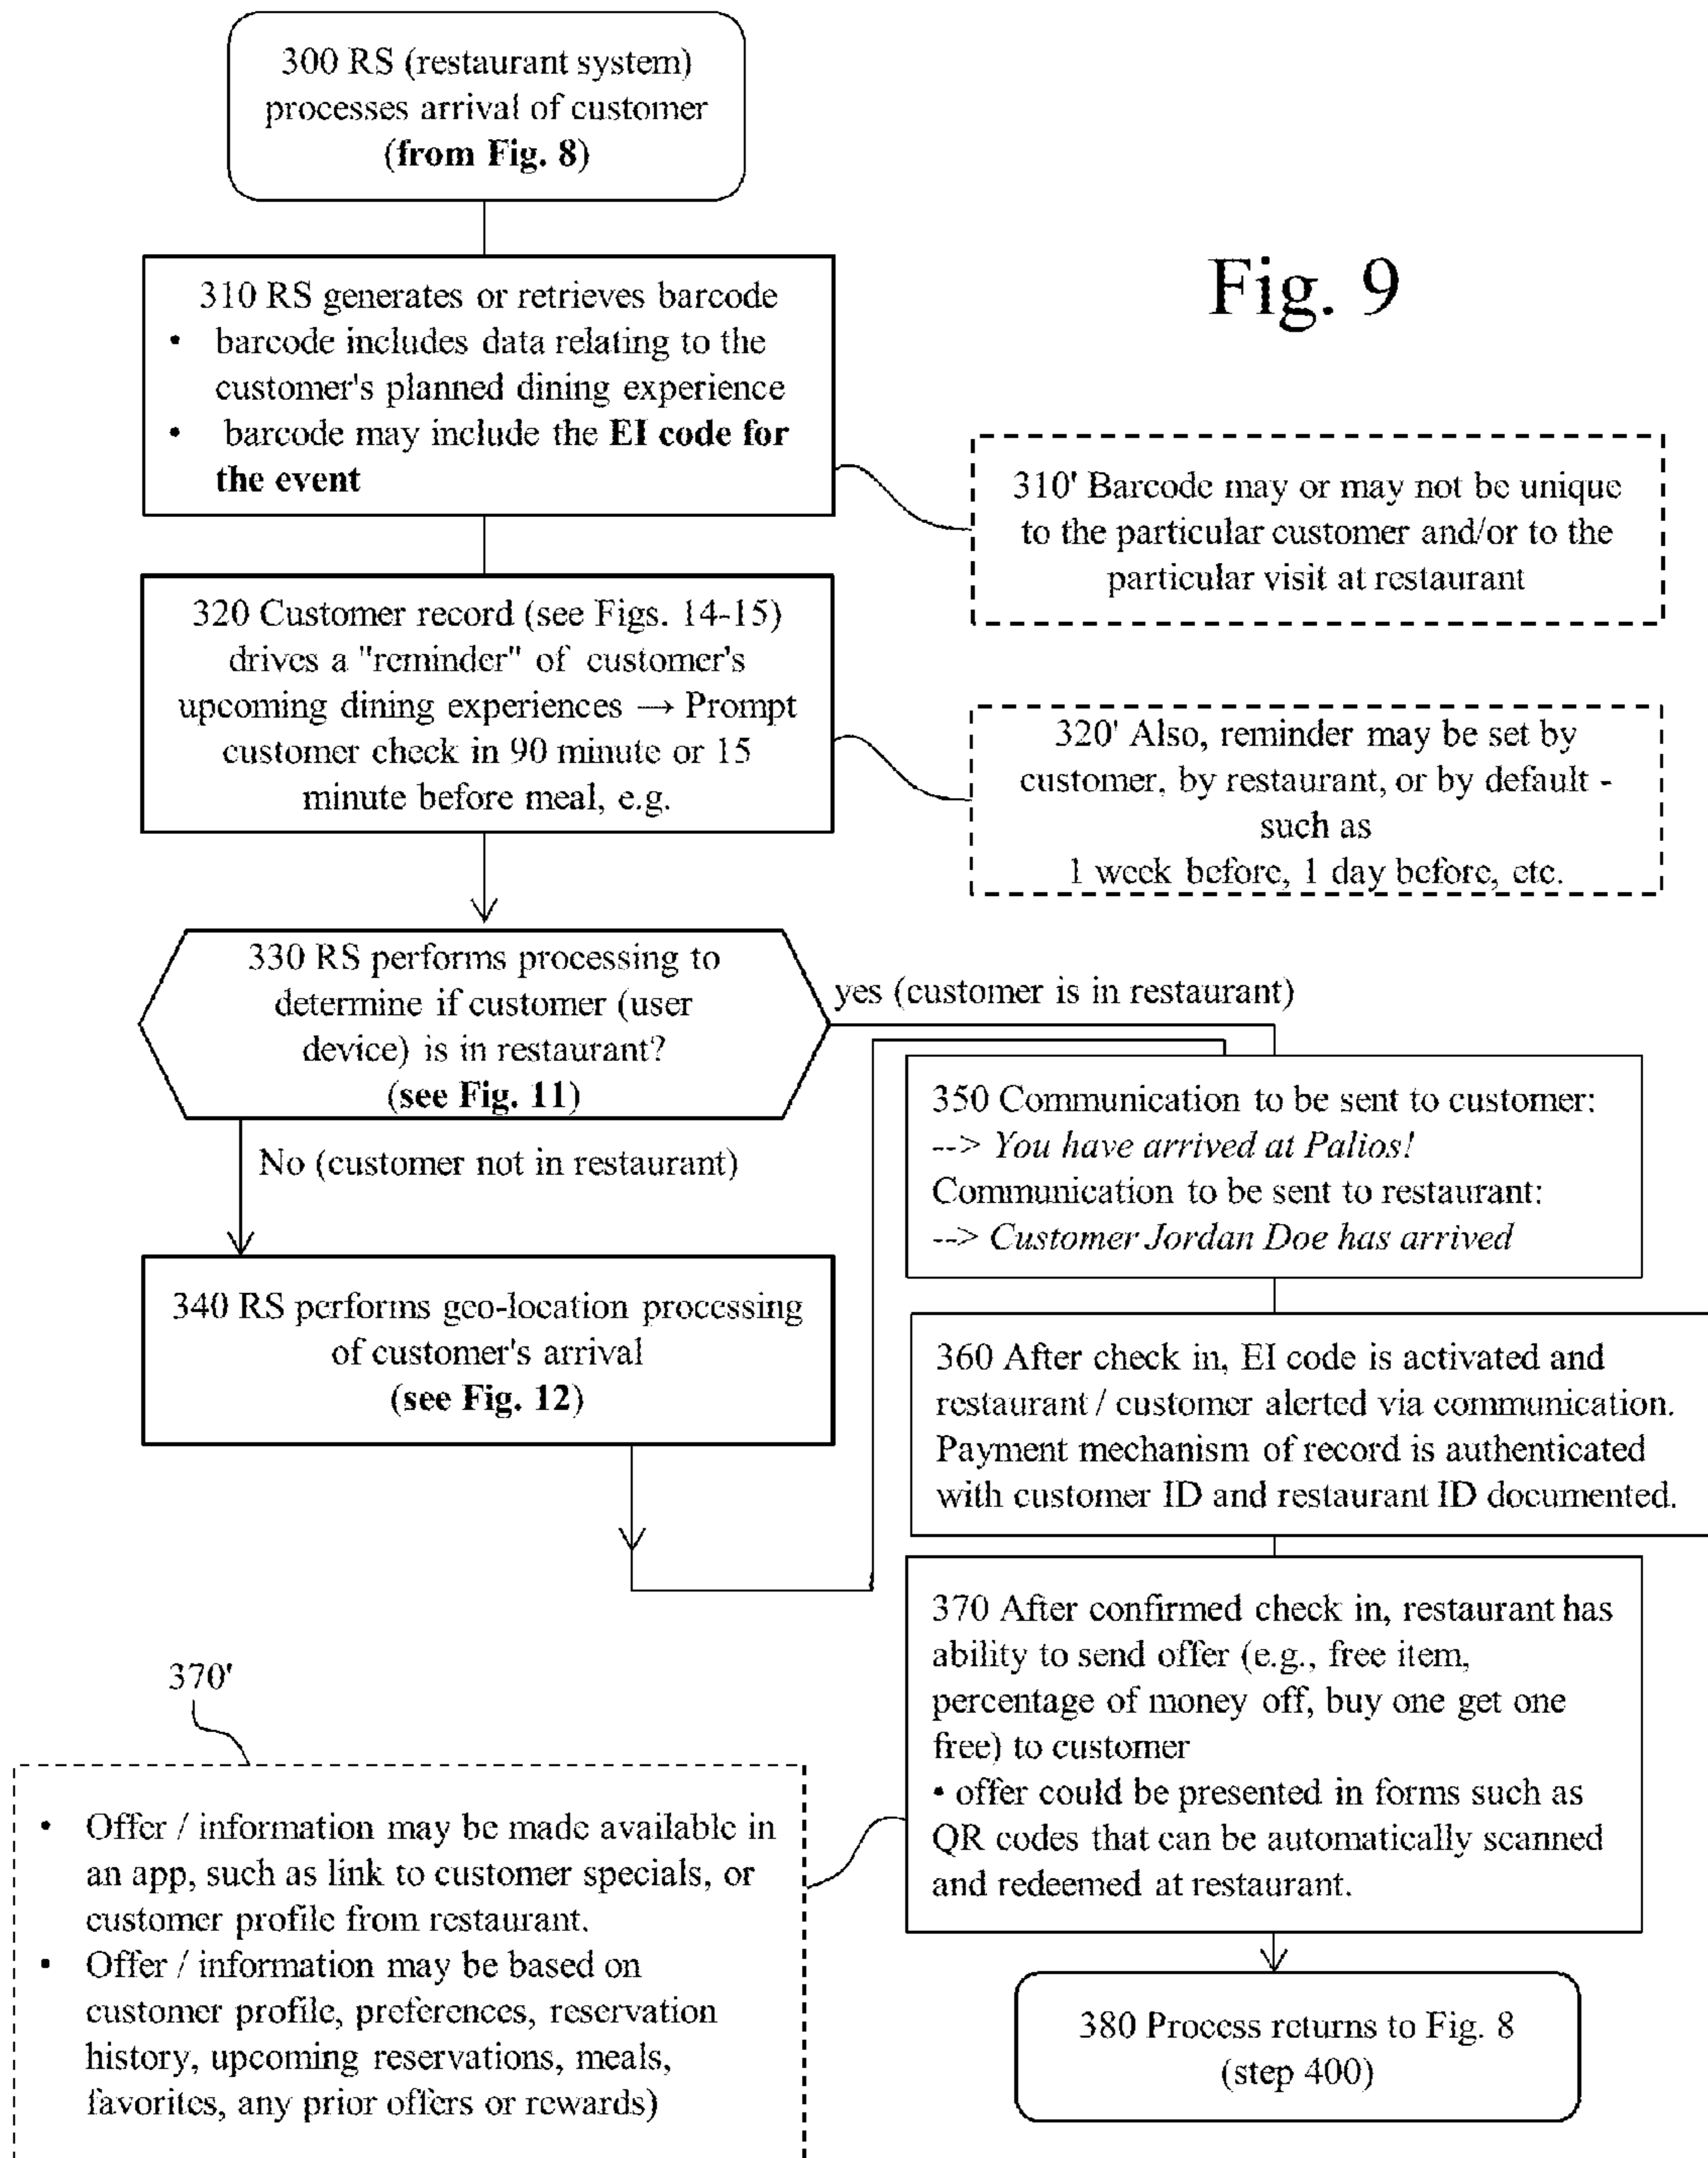 300 RS (restaurant system)
processes arrival of customer
(from Fig. 8)
Fig. 9
310 RS generates or retrieves barcode
• barcode includes data relating to the
customer's planned dining experience
• barcode may include the EI code for
the event
310' Barcode may or may not be unique
to the particular customer and/or to the
particular visit at restaurant
320 Customer record (see Figs. 14-15)
drives a "reminder" of customer's
upcoming dining experiences → Prompt
customer check in 90 minute or 15
minute before meal, e.g.
320' Also, reminder may be set by
customer, by restaurant, or by default -
such as
1 week before, 1 day before, etc.
330 RS performs processing to
determine if customer (user
device) is in restaurant?
(see Fig. 11)
yes (customer is in restaurant)
No (customer not in restaurant)
340 RS performs geo-location processing
of customer's arrival
(see Fig. 12)
350 Communication to be sent to customer:
--> You have arrived at Palios!
Communication to be sent to restaurant:
--> Customer Jordan Doe has arrived
360 After check in, EI code is activated and
restaurant / customer alerted via communication.
Payment mechanism of record is authenticated
with customer ID and restaurant ID documented.
370 After confirmed check in, restaurant has
ability to send offer (e.g., free item,
percentage of money off, buy one get one
free) to customer
• offer could be presented in forms such as
QR codes that can be automatically scanned
and redeemed at restaurant.
370'
• Offer / information may be made available in
an app, such as link to customer specials, or
customer profile from restaurant.
• Offer / information may be based on
customer profile, preferences, reservation
history, upcoming reservations, meals,
favorites, any prior offers or rewards)
380 Process returns to Fig. 8
(step 400)